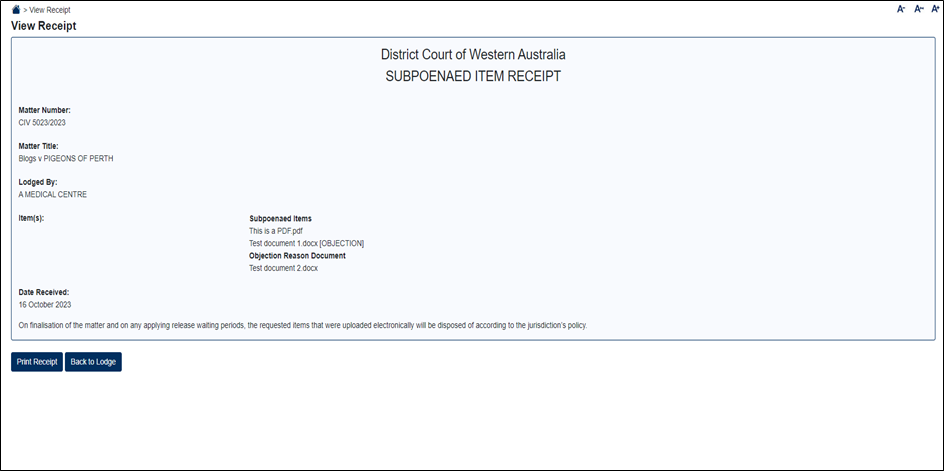 > View Receipt
A- A~ A+
View Receipt
District Court of Western Australia
SUBPOENAED ITEM RECEIPT
Matter Number:
CIV 5023/2023
Matter Title:
Blogs v PIGEONS OF PERTH
Lodged By:
A MEDICAL CENTRE
Item(s):
Subpoenaed Items
This is a PDF.pdf
Test document 1.docx [OBJECTION]
Objection Reason Document
Test document 2.docx
Date Received:
16 October 2023
On finalisation of the matter and on any applying release waiting periods, the requested items that were uploaded electronically will be disposed of according to the jurisdiction's policy.
Print Receipt Back to Lodge